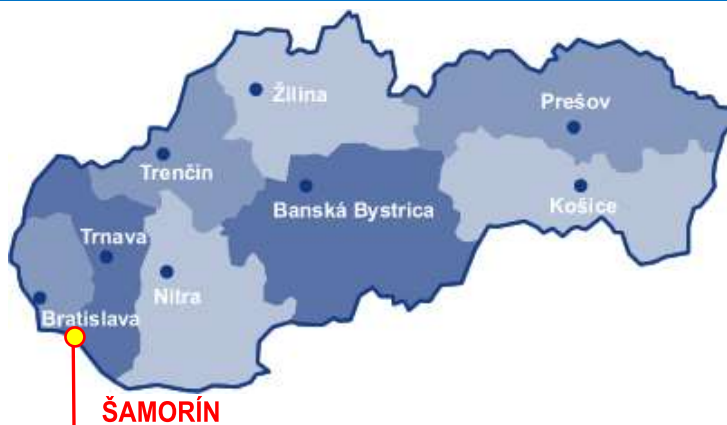 Žilina
Prešov
Trenčín
Banská Bystrica
Košice
Trnava
Nitra
Bratislava
ŠAMORÍN